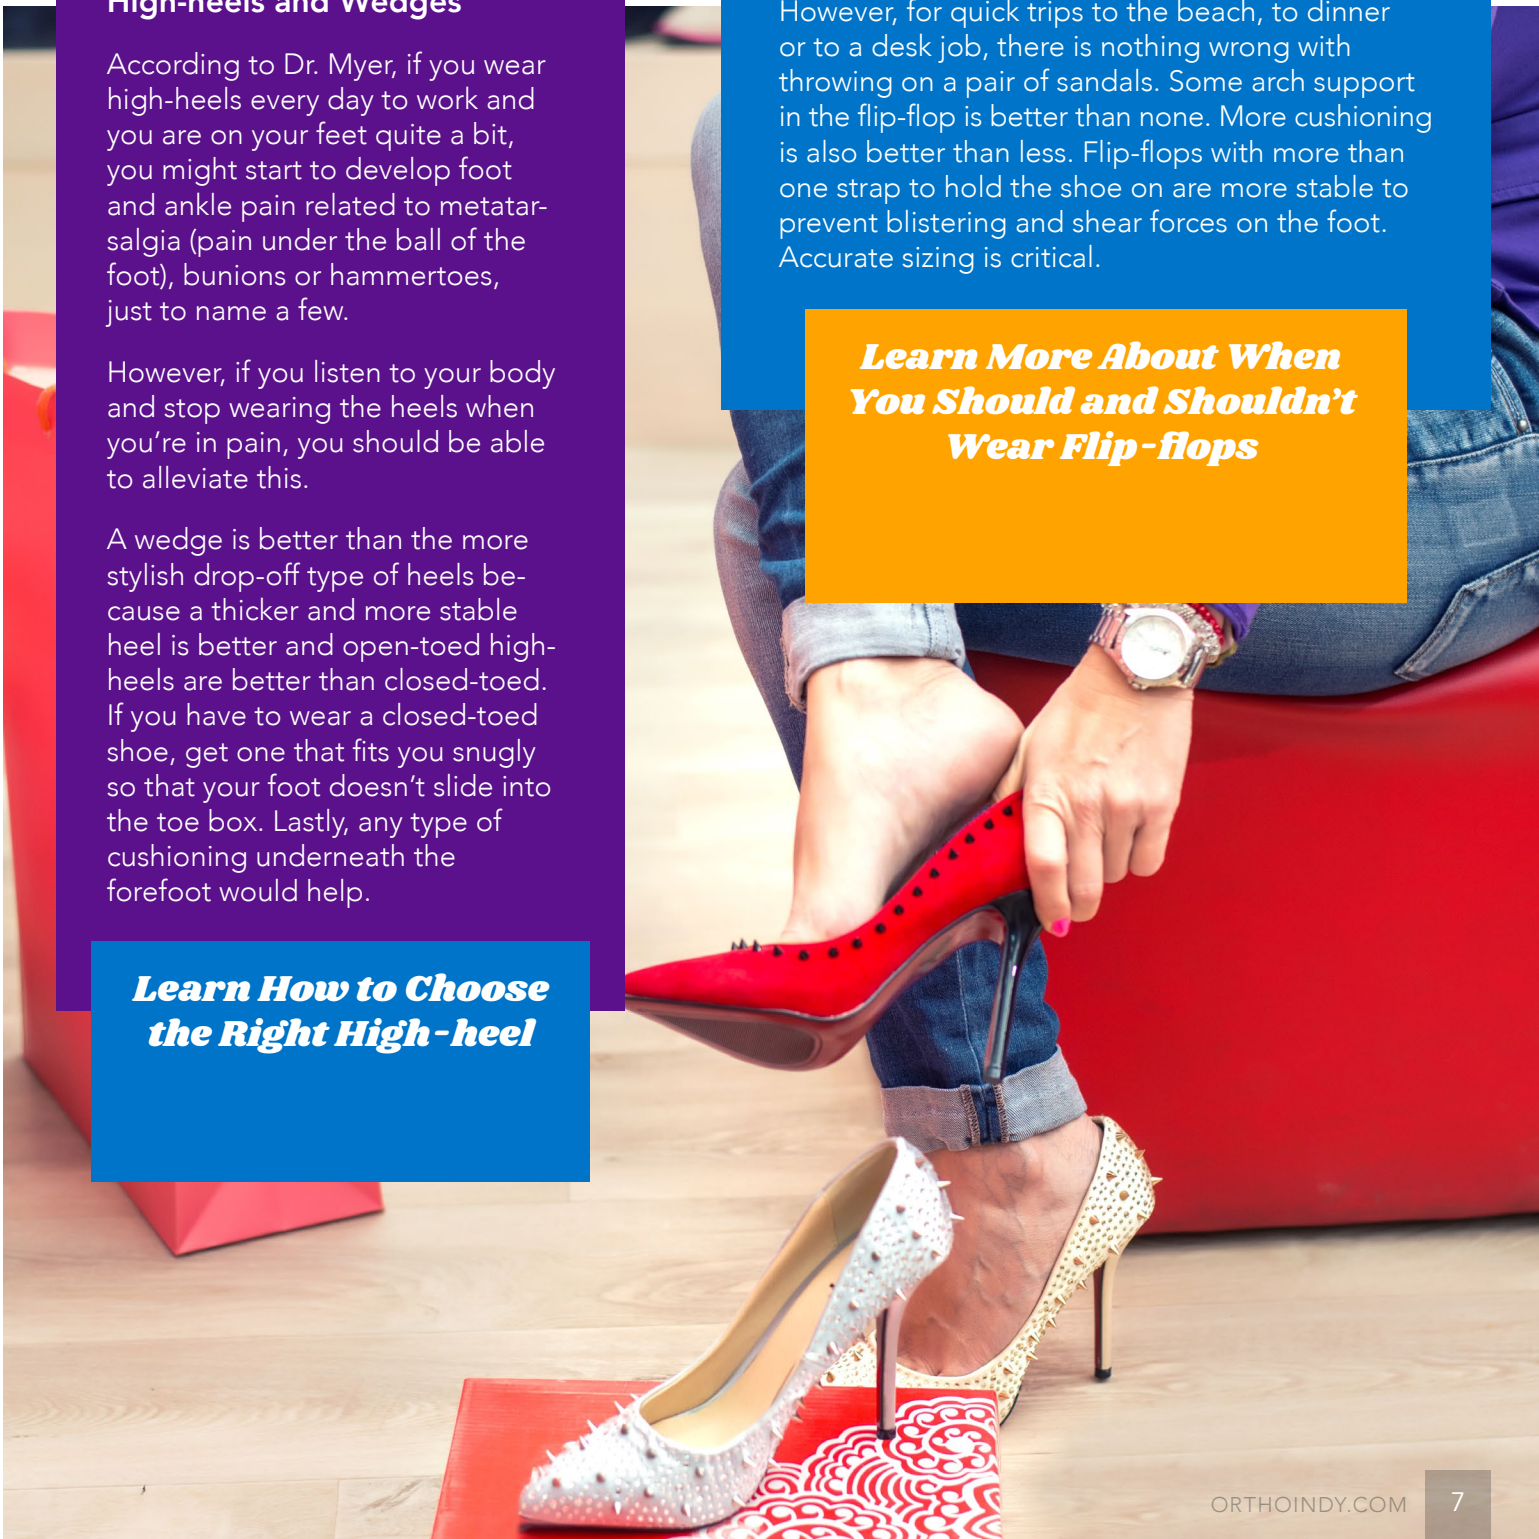 High-heels and Wedges
According to Dr. Myer, if you wear
high-heels every day to work and
you are on your feet quite a bit,
you might start to develop foot
and ankle pain related to metatar-
salgia (pain under the ball of the
foot), bunions or hammertoes,
just to name a few.
However, if you listen to your body
and stop wearing the heels when
you’re in pain, you should be able
to alleviate this.
A wedge is better than the more
stylish drop-off type of heels be-
cause a thicker and more stable
heel is better and open-toed high-
heels are better than closed-toed.
If you have to wear a closed-toed
shoe, get one that fits you snugly
so that your foot doesn’t slide into
the toe box. Lastly, any type of
cushioning underneath the
forefoot would help.
Learn How to Choose
the Right High-heel
However, for quick trips to the beach, to dinner
or to a desk job, there is nothing wrong with
throwing on a pair of sandals. Some arch support
in the flip-flop is better than none. More cushioning
is also better than less. Flip-flops with more than
one strap to hold the shoe on are more stable to
prevent blistering and shear forces on the foot.
Accurate sizing is critical.
Learn More About When
You Should and Shouldn’t
Wear Flip-flops
ORTHOINDY.COM 7